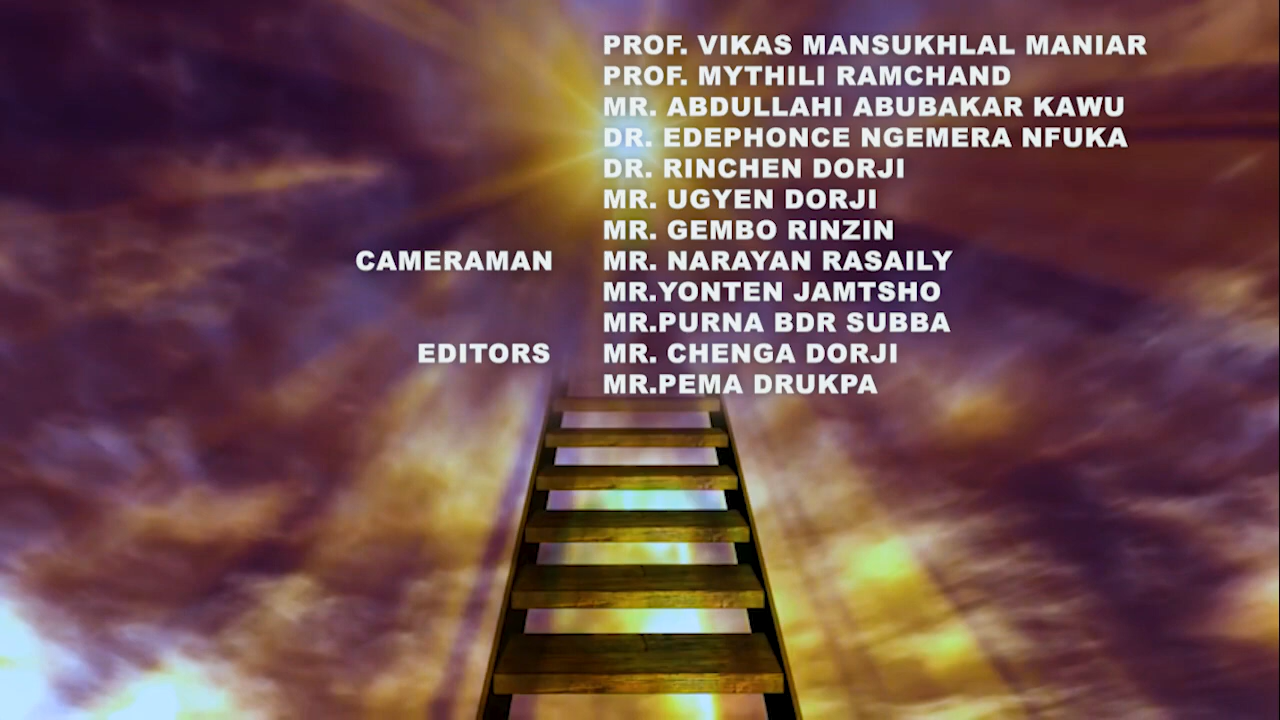 PROF. VIKAS MANSUKHLAL MANIAR
PROF. MYTHILI RAMCHAND
MR. ABDULLAHI ABUBAKAR KAWU
DR. EDEPHONCE NGEMERA NFUKA
DR. RINCHEN DORJI
MR. UGYEN DORJI
MR. GEMBO RINZIN
CAMERAMAN MR. NARAYAN RASAILY
MR.YONTEN JAMTSHO
MR.PURNA BDR SUBBA
EDITORS MR. CHENGA DORJI
MR.PEMA DRUKPA